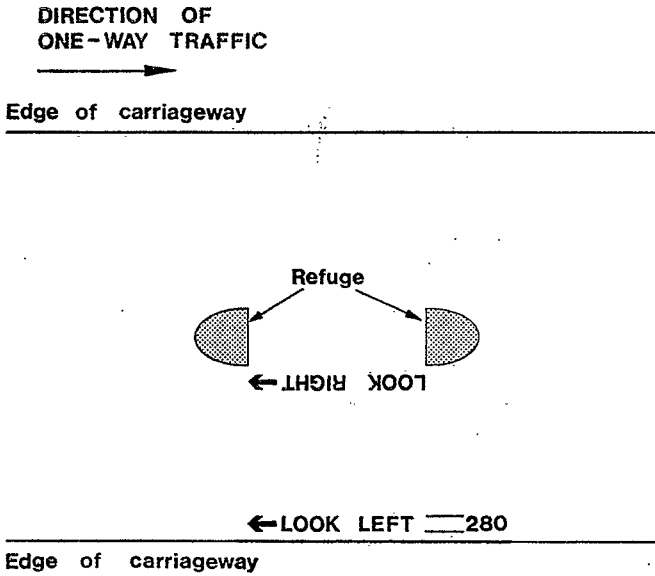 DIRECTION OF
ONE-WAY TRAFFIC
Edge of carriageway
Refuge
LOOK RIGHT
LOOK LEFT 280
Edge of carriageway